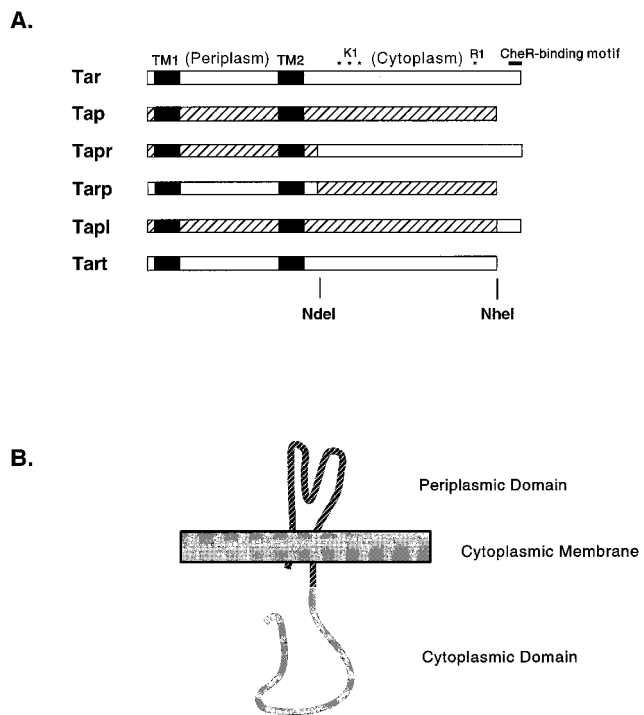 A.
TM1 (Periplasm) TM2 K1 (Cytoplasm) R1 CheR-binding motif
* * * *
Tar
Tap
Tapr
Tarp
Tapl
Tart
NdeI NheI
B.
Periplasmic Domain
Cytoplasmic Membrane
Cytoplasmic Domain